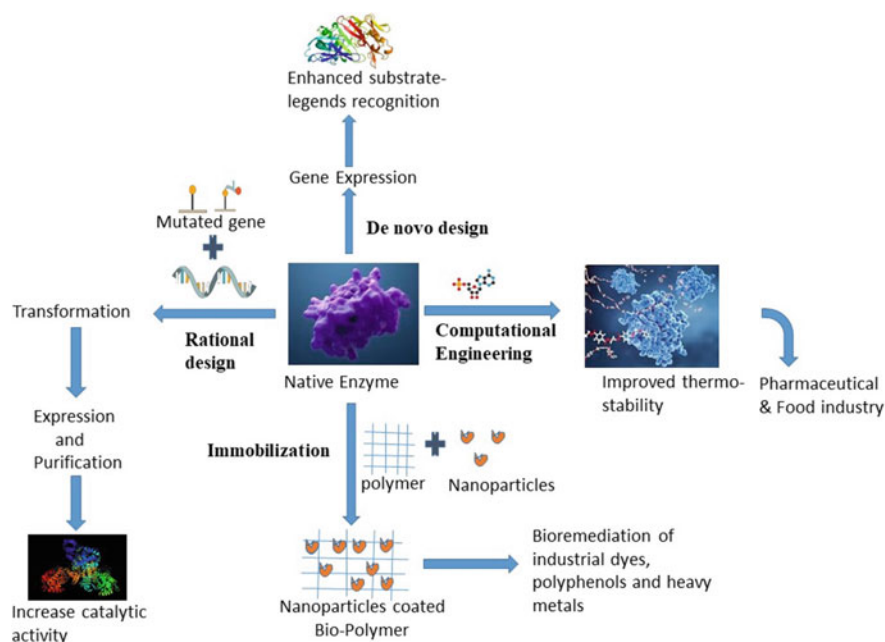 Enhanced substrate-
legends recognition
Gene Expression
De novo design
Mutated gene
Transformation
Rational
design
Expression
and
Purification
Increase catalytic
activity
Native Enzyme
Computational
Engineering
Improved thermo-
stability
Pharmaceutical
& Food industry
Immobilization
polymer
Nanoparticles
Nanoparticles coated
Bio-Polymer
Bioremediation of
industrial dyes,
polyphenols and heavy
metals